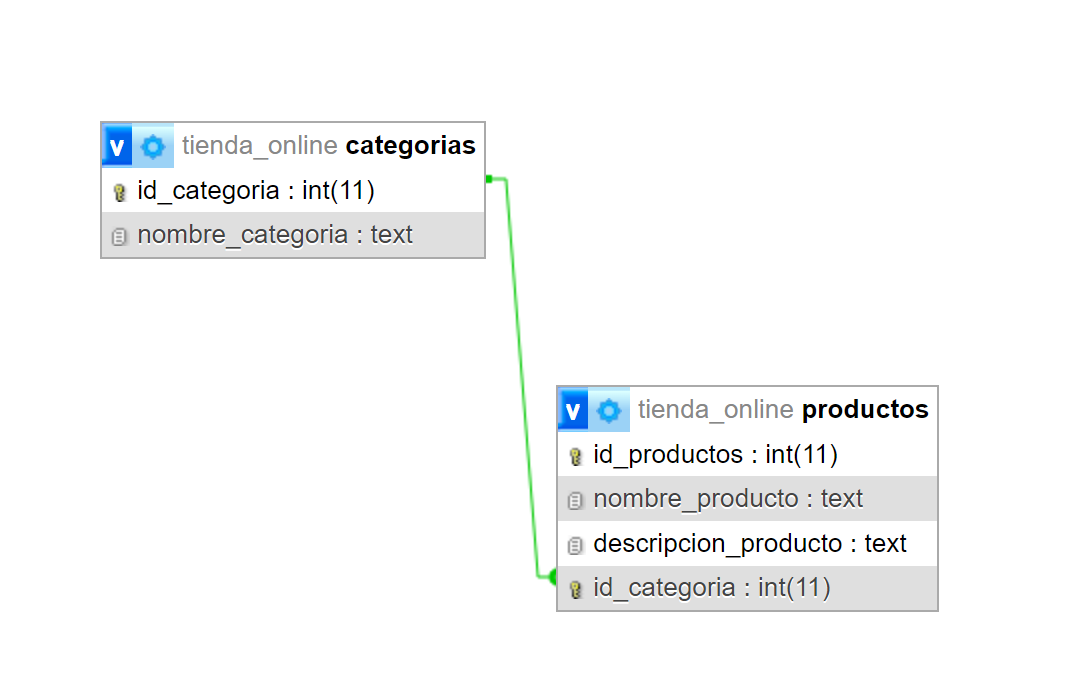 v tienda_online categorias
id_categoria : int(11)
nombre_categoria : text
v tienda_online productos
id_productos : int(11)
nombre_producto : text
descripcion_producto : text
id_categoria : int(11)